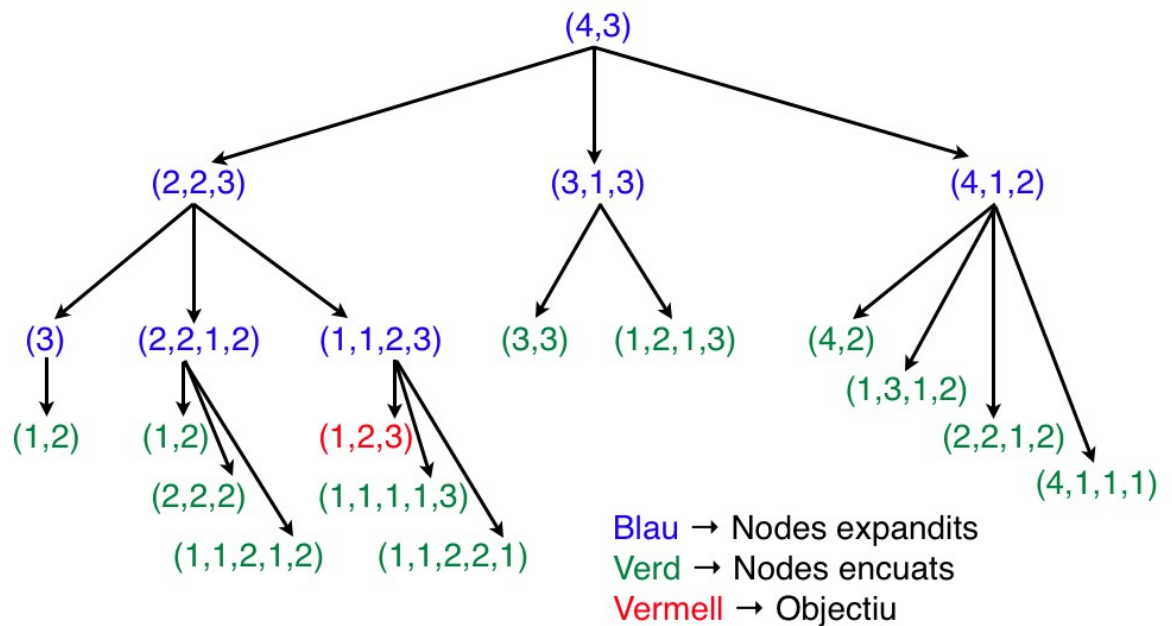 (4,3)
(2,2,3) (3,1,3) (4,1,2)
(3) (2,2,1,2) (1,1,2,3) (3,3) (1,2,1,3) (4,2)
(1,3,1,2)
(1,2) (1,2) (1,2,3) (2,2,1,2)
(2,2,2) (1,1,1,1,3) (4,1,1,1)
(1,1,2,1,2) (1,1,2,2,1)
Blau → Nodes expandits
Verd → Nodes encuats
Vermell → Objectiu